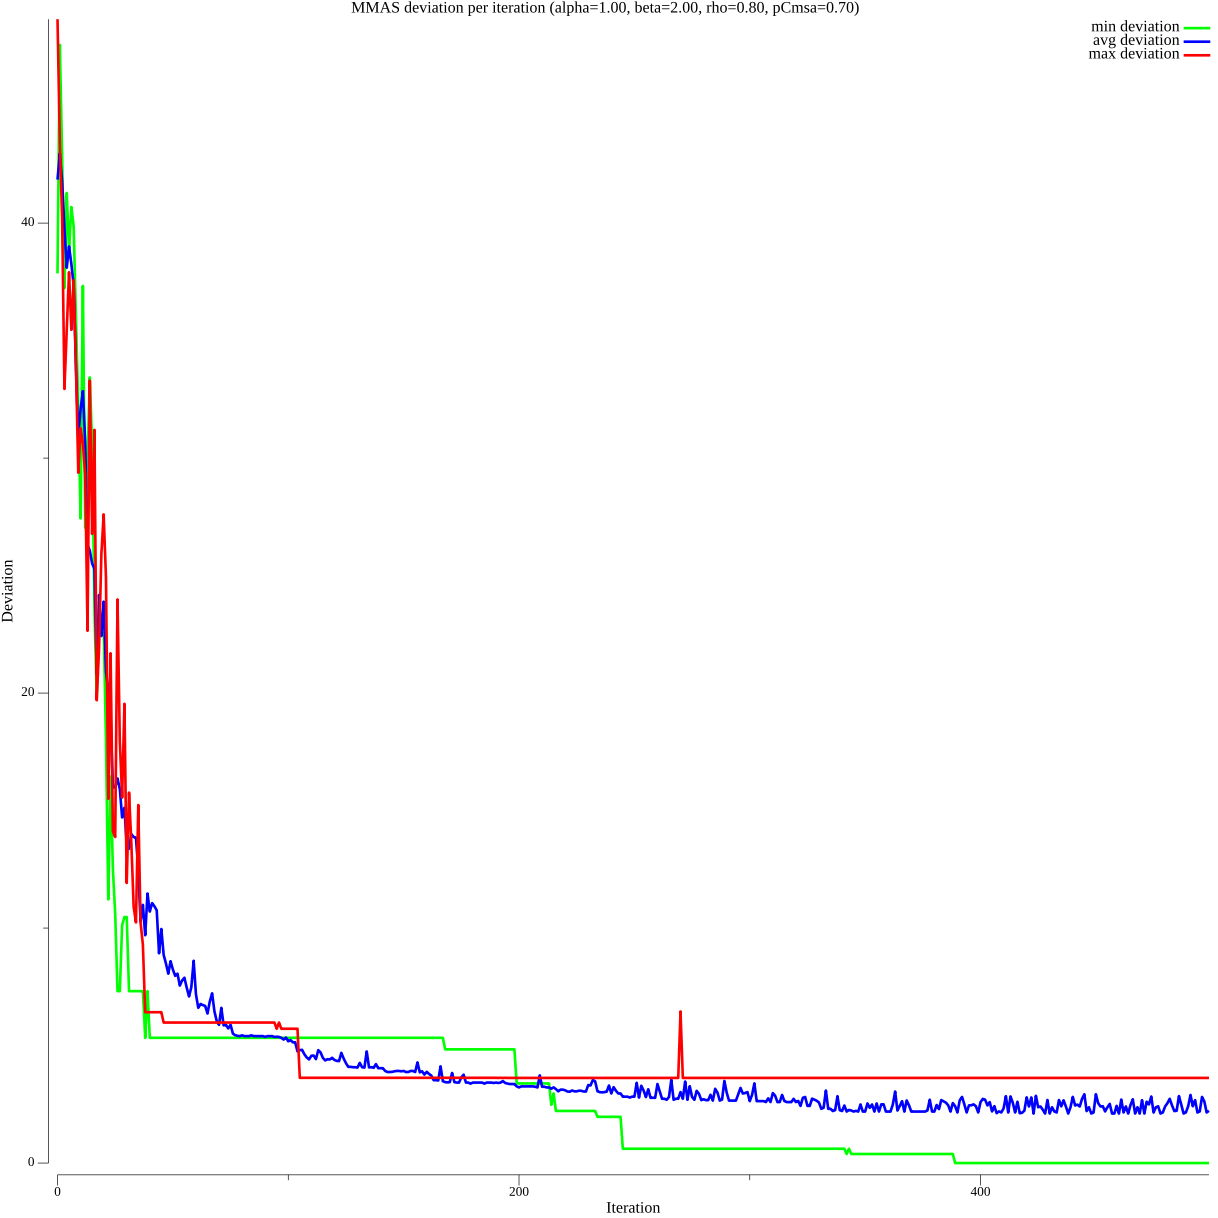 MMAS deviation per iteration (alpha=1.00, beta=2.00, rho=0.80, pCmsa=0.70)
min deviation
avg deviation
max deviation
40
20
0
Deviation
0
200
400
Iteration